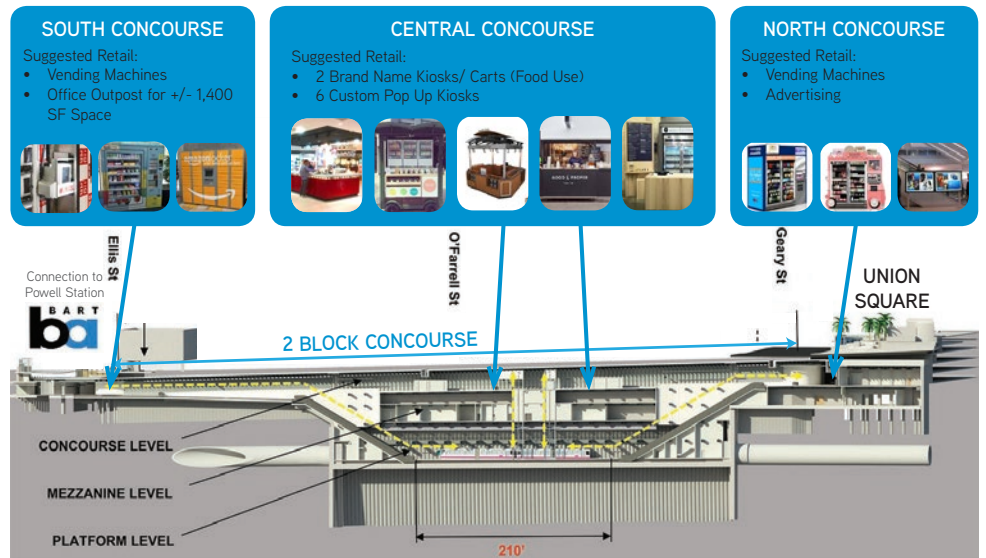 SOUTH CONCOURSE
Suggested Retail:
• Vending Machines
• Office Outpost for +/- 1,400
SF Space
CENTRAL CONCOURSE
Suggested Retail:
• 2 Brand Name Kiosks/ Carts (Food Use)
• 6 Custom Pop Up Kiosks
NORTH CONCOURSE
Suggested Retail:
• Vending Machines
• Advertising
Ellis St
O'Farrell St
Geary St
Connection to
Powell Station
BART
ba
UNION
SQUARE
2 BLOCK CONCOURSE
CONCOURSE LEVEL
MEZZANINE LEVEL
PLATFORM LEVEL
210'